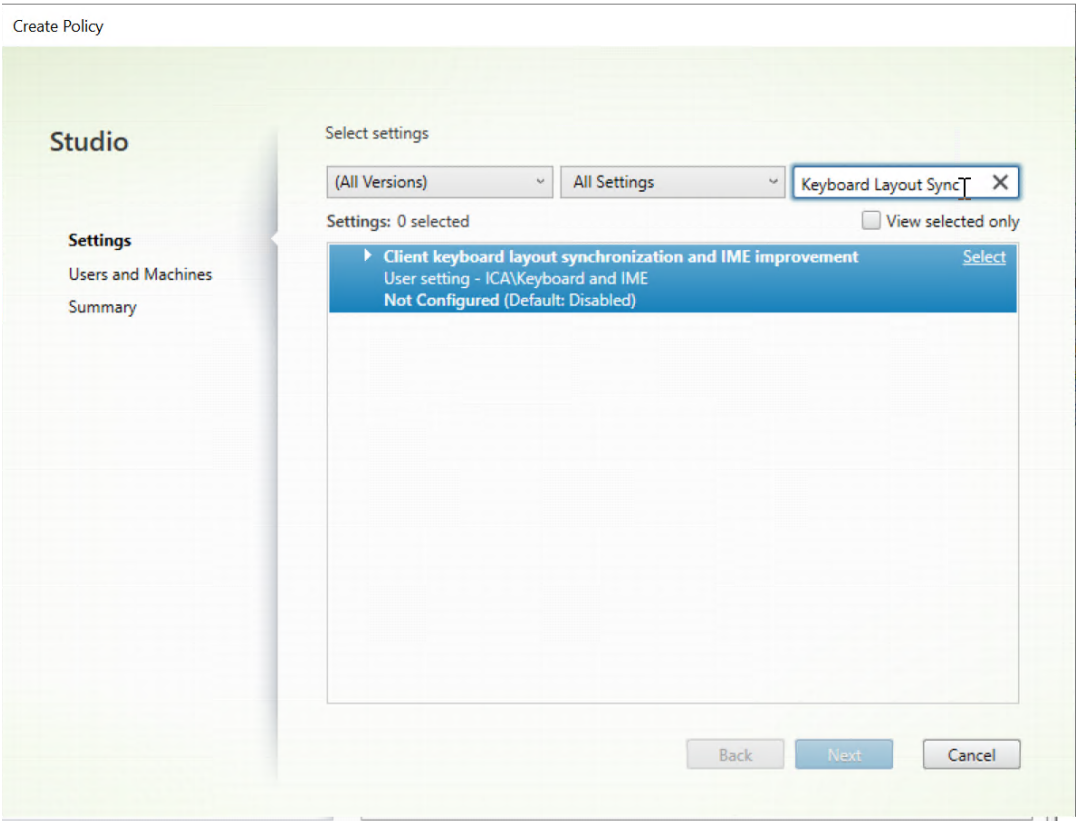 Create Policy
Studio
Settings
Users and Machines
Summary
Select settings
(All Versions)
All Settings
Keyboard Layout Sync
Settings: 0 selected
View selected only
Client keyboard layout synchronization and IME improvement
Select
User setting - ICA\Keyboard and IME
Not Configured (Default: Disabled)
Back
Next
Cancel